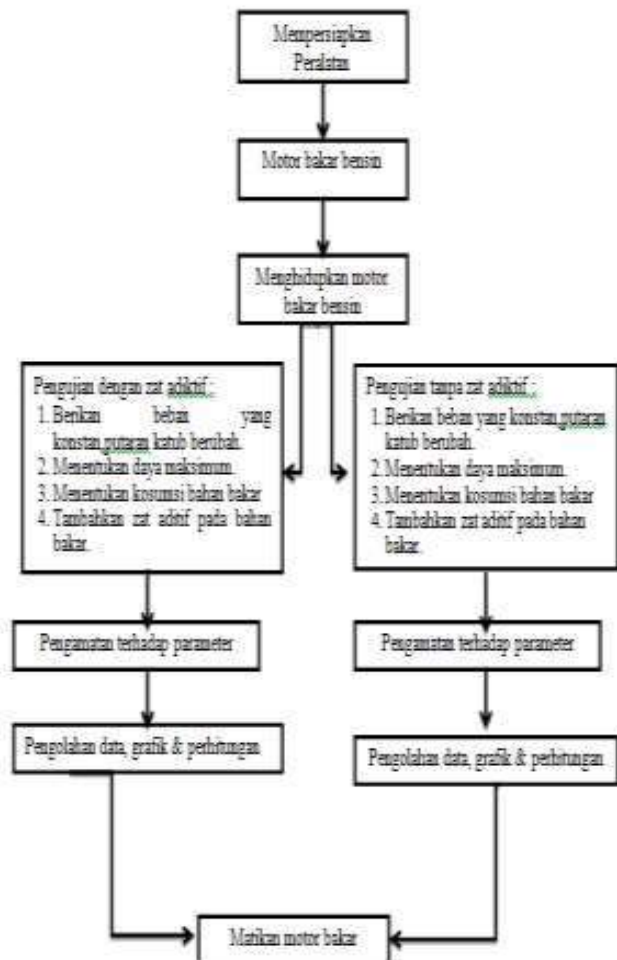 Mempersiapkan
Peralatan
Motor bakar bensin
Menghidupkan motor
bakar bensin
Pengujian dengan zat adiktif :
1. Berikan beban yang
konstan,putaran
katub berubah.
2. Menentukan daya maksimum.
3. Menentukan kosumsi bahan bakar
4. Tambahkan zat aditif pada bahan
bakar.
Pengujian tanpa zat adiktif :
1. Berikan beban yang konstan,putaran
katub berubah.
2. Menentukan daya maksimum.
3. Menentukan kosumsi bahan bakar
4. Tambahkan zat aditif pada bahan
bakar.
Pengamatan terhadap parameter
Pengamatan terhadap parameter
Pengolahan data, grafik & perhitungan
Pengolahan data, grafik & perhitungan
Matikan motor bakar